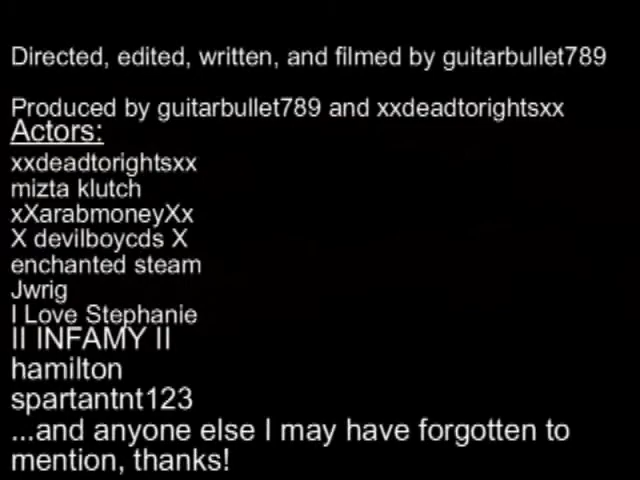 Directed, edited, written, and filmed by guitarbullet789
Produced by guitarbullet789 and xxdeadtorightsxx
Actors:
xxdeadtorightsxx
mizta klutch
xXarabmoneyXx
X devilboycds X
enchanted steam
Jwrig
I Love Stephanie
II INFAMY II
hamilton
spartantnt123
...and anyone else I may have forgotten to
mention, thanks!